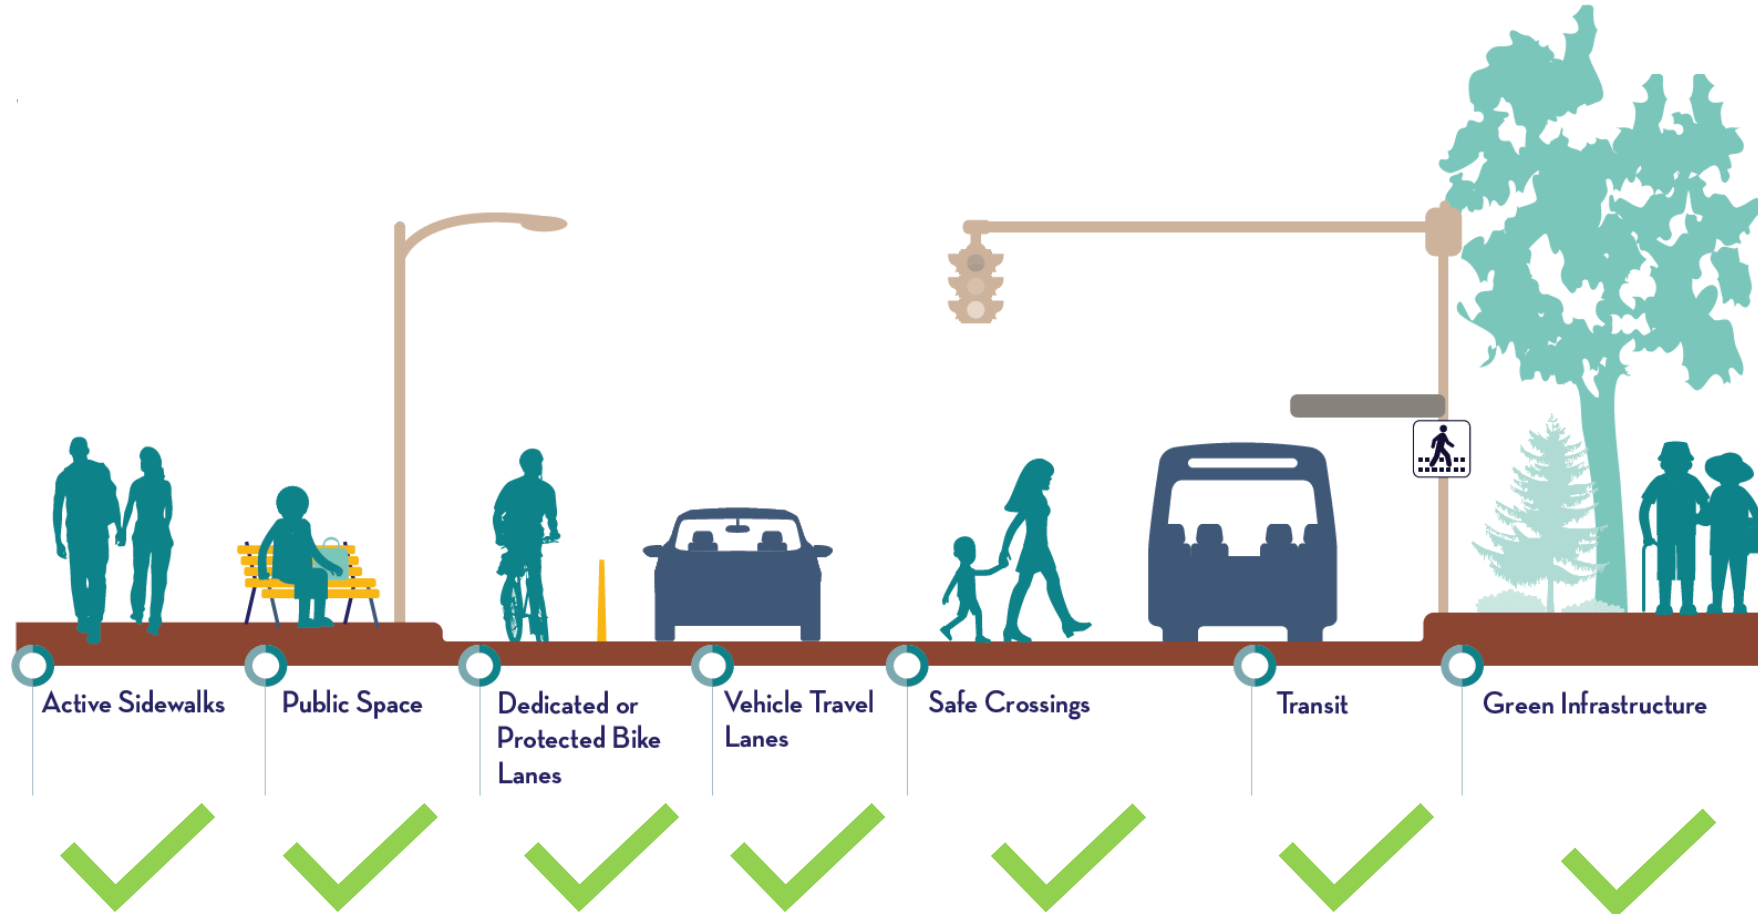 Active Sidewalks
Public Space
Dedicated or
Protected Bike
Lanes
Vehicle Travel
Lanes
Safe Crossings
Transit
Green Infrastructure